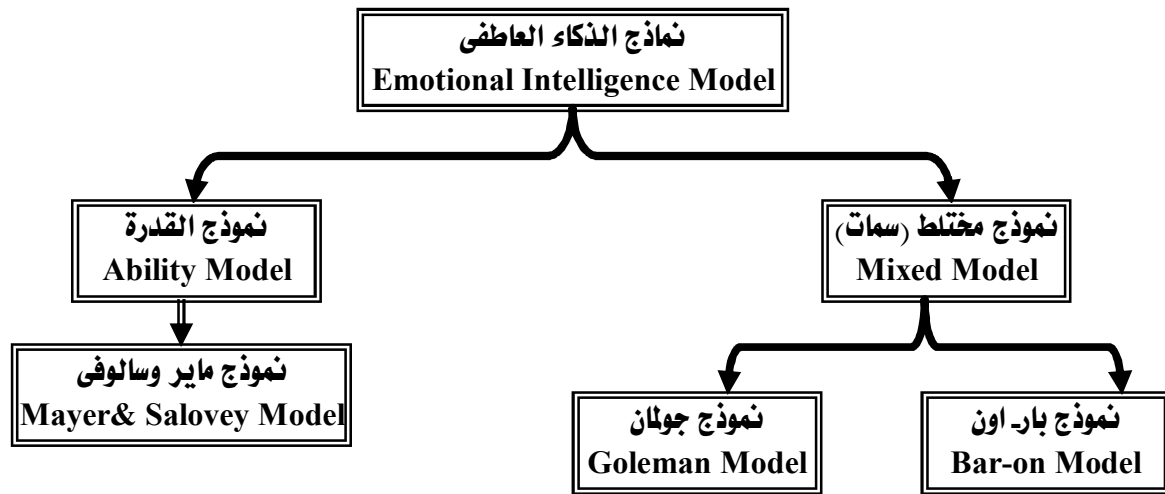 نماذج الذكاء العاطفى
Emotional Intelligence Model
نموذج القدرة
Ability Model
نموذج مختلط (سمات)
Mixed Model
نموذج ماير وسالوفى
Mayer& Salovey Model
نموذج جولمان
Goleman Model
نموذج بارـ اون
Bar-on Model